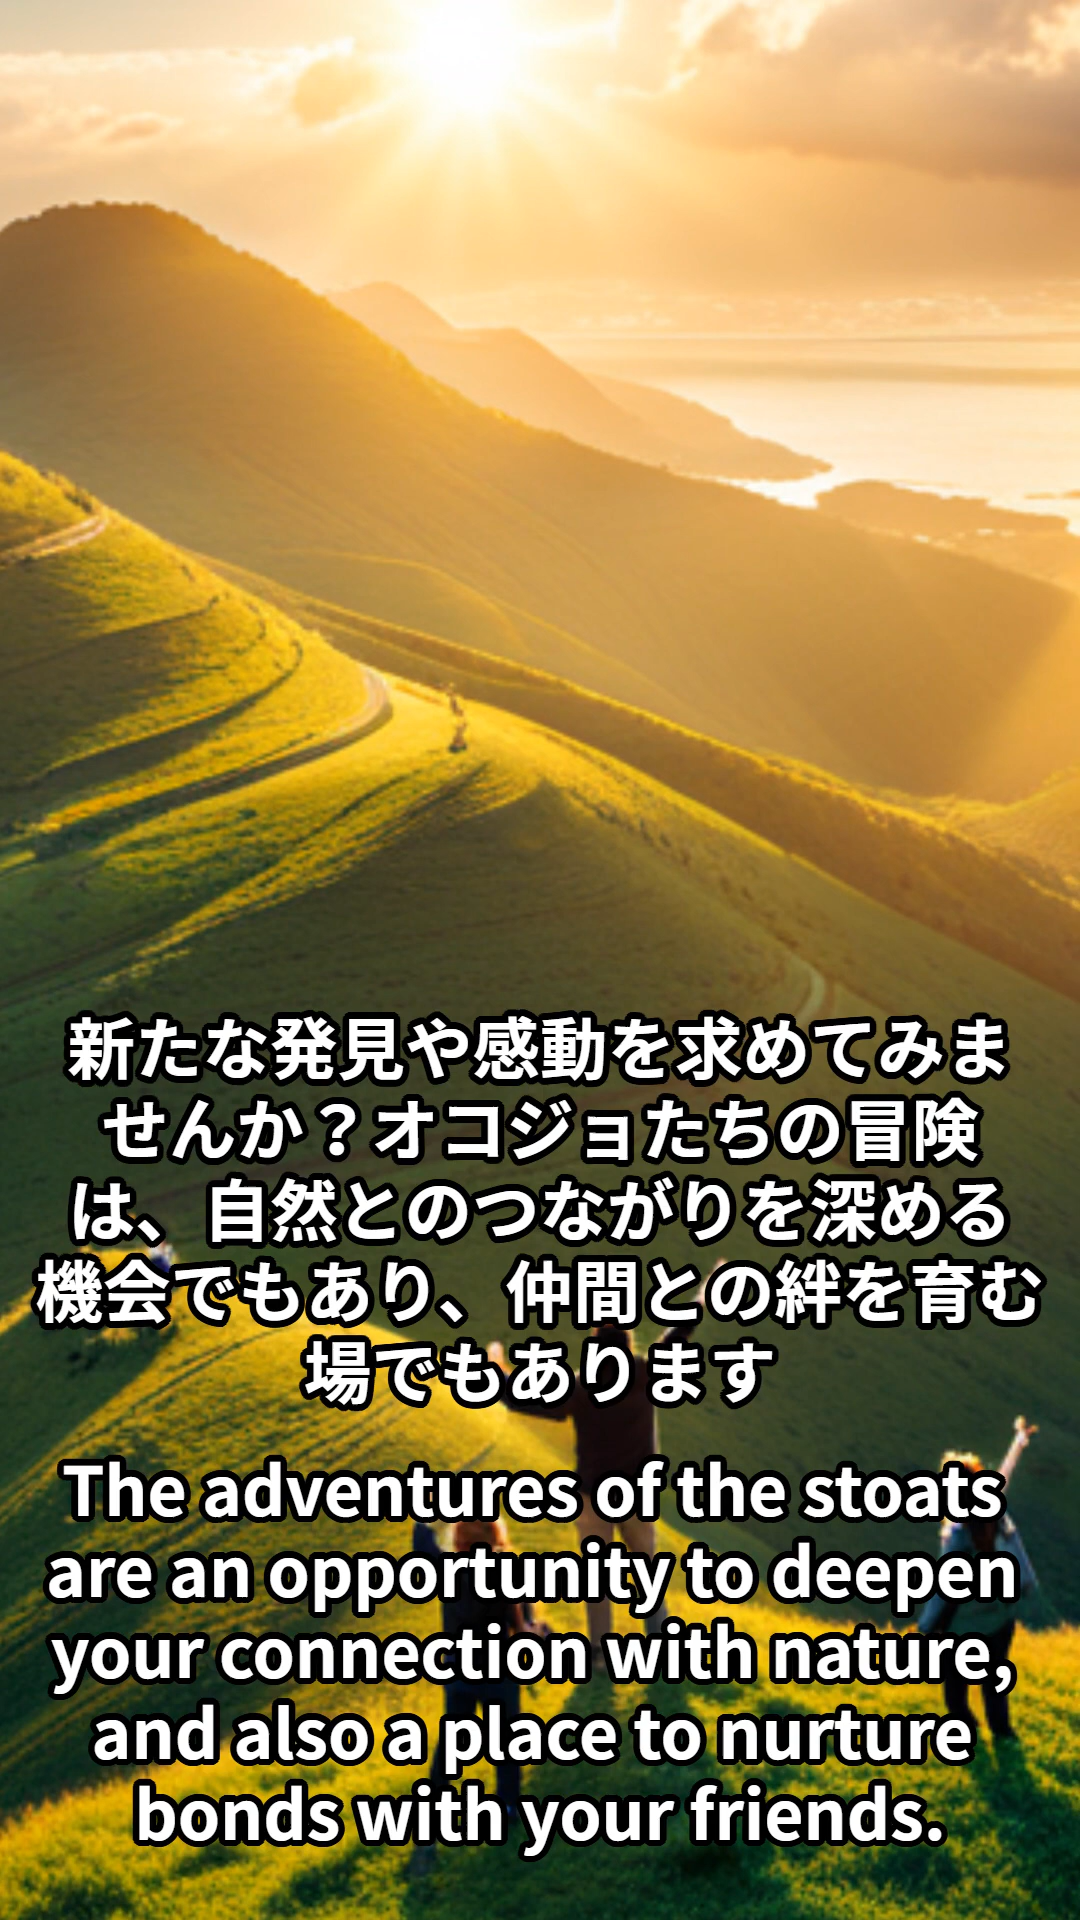 新たな発見や感動を求めてみま
せんか？オコジョたちの冒険
は、自然とのつながりを深める
機会でもあり、仲間との絆を育む
場でもあります
The adventures of the stoats
are an opportunity to deepen
your connection with nature,
and also a place to nurture
bonds with your friends.